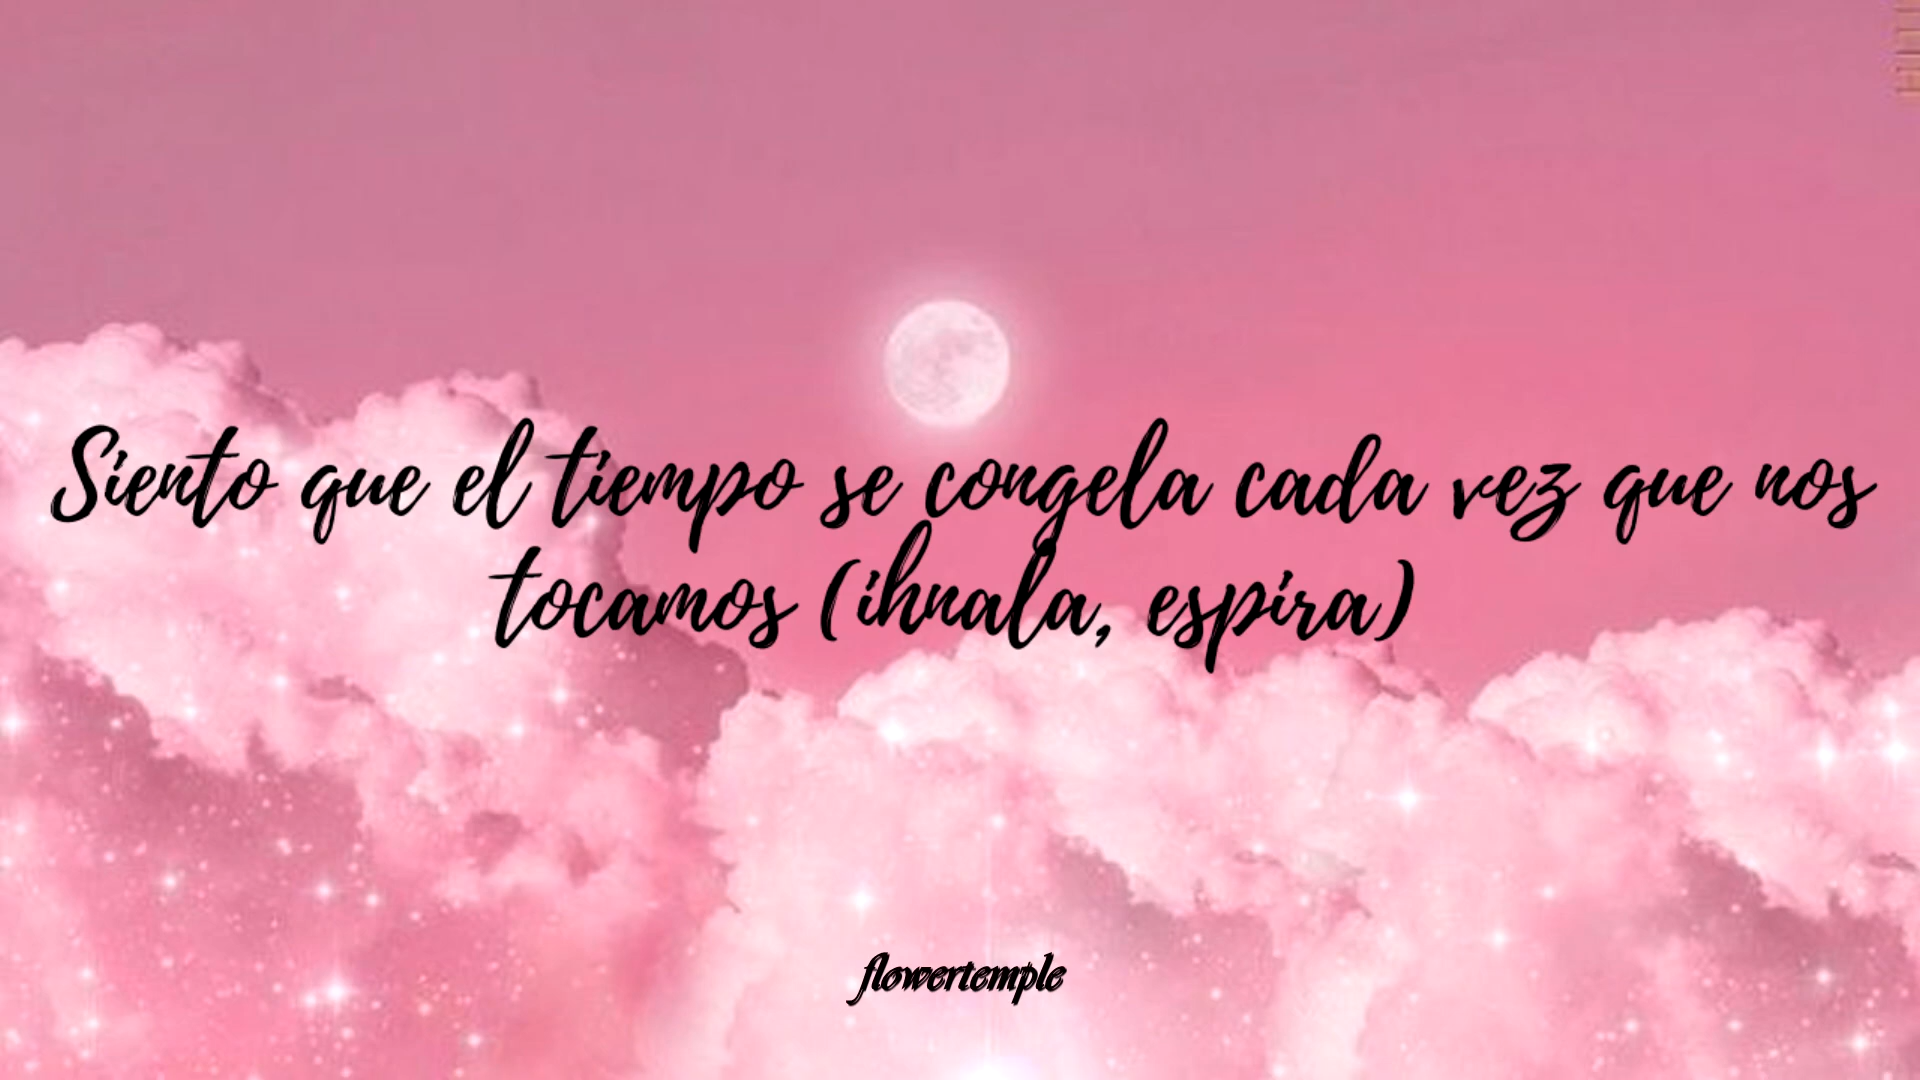 Siento que el tiempo se congela cada vez que nos
tocamos (ihnala, espira)
flowertemple